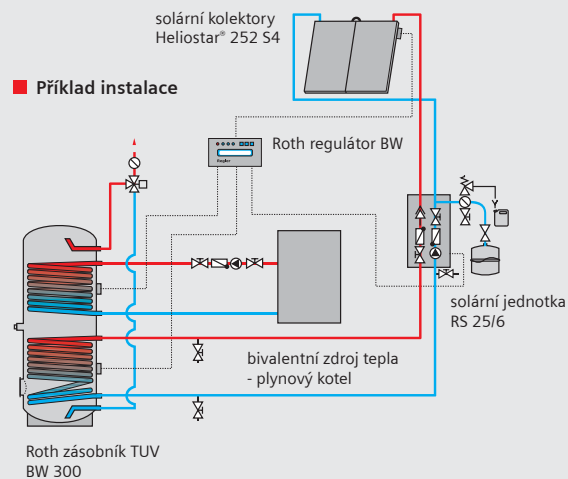 solární kolektory
Heliostar® 252 S4
Příklad instalace
Roth regulátor BW
Regler
solární jednotka
RS 25/6
bivalentní zdroj tepla
- plynový kotel
Roth zásobník TUV
BW 300